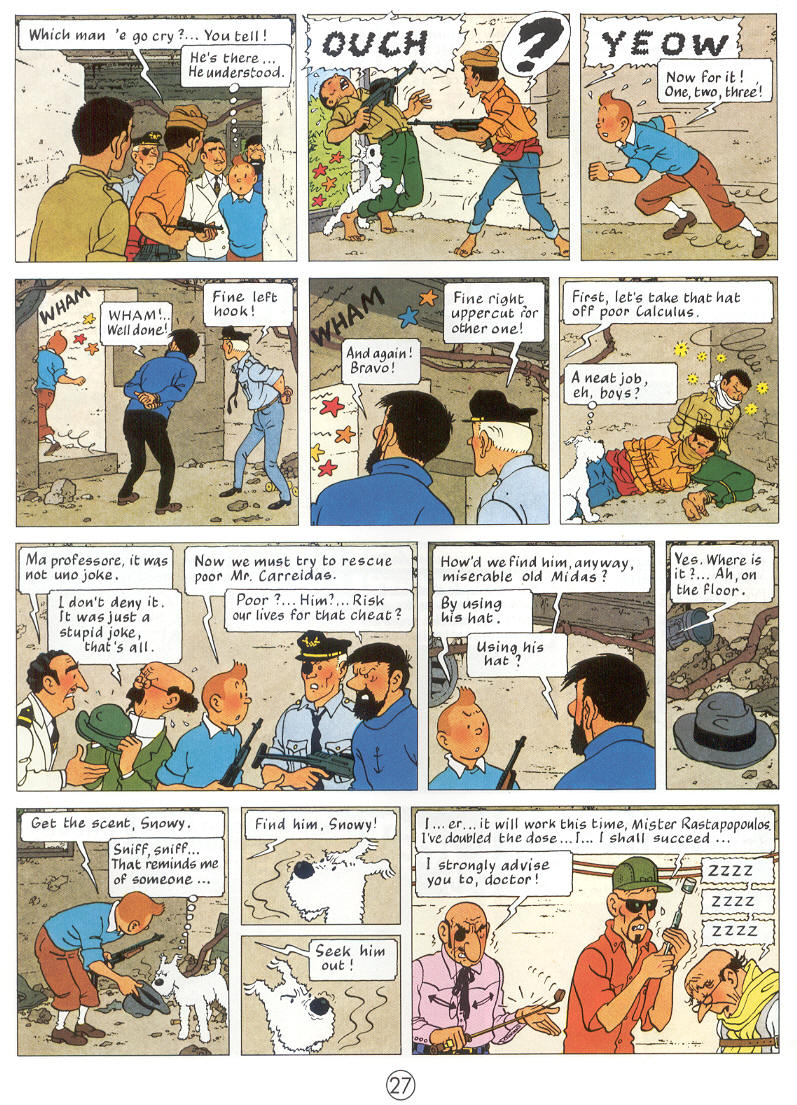 Which man 'e go cry?... You tell!
He's there...
He understood.
OUCH
?
YEOW
Now for it!
One, two, three!
WHAM
WHAM!..
Well done!
Fine left
hook!
WHAM
And again!
Bravo!
Fine right
uppercut for
other one!
First, let's take that hat
off poor Calculus.
A neat job,
eh, boys?
Ma professore, it was
not uno joke.
I don't deny it.
It was just a
stupid joke,
that's all.
Now we must try to rescue
poor Mr. Carreidas.
Poor?... Him?... Risk
our lives for that cheat?
How'd we find him, anyway,
miserable old Midas?
By using
his hat.
Using his
hat?
Yes. Where is
it?... Ah, on
the floor.
Get the scent, Snowy.
Sniff, sniff...
That reminds me
of someone...
Find him, Snowy!
Seek him
out!
I...er...it will work this time, Mister Rastapopoulos.
I've doubled the dose...I... I shall succeed...
I strongly advise
you to, doctor!
ZZZZ
ZZZZ
ZZZZ
27